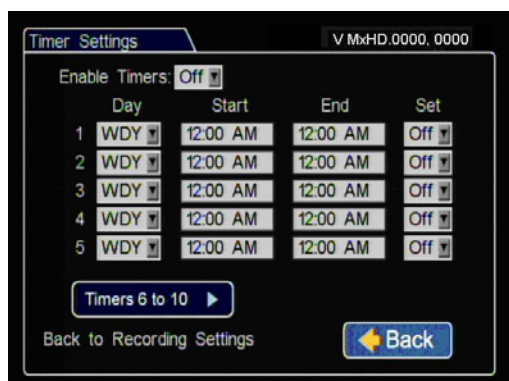 Timer Settings V MxHD.0000, 0000
Enable Timers: Off
Day Start End Set
1 WDY 12:00 AM 12:00 AM Off
2 WDY 12:00 AM 12:00 AM Off
3 WDY 12:00 AM 12:00 AM Off
4 WDY 12:00 AM 12:00 AM Off
5 WDY 12:00 AM 12:00 AM Off
Timers 6 to 10
Back to Recording Settings Back